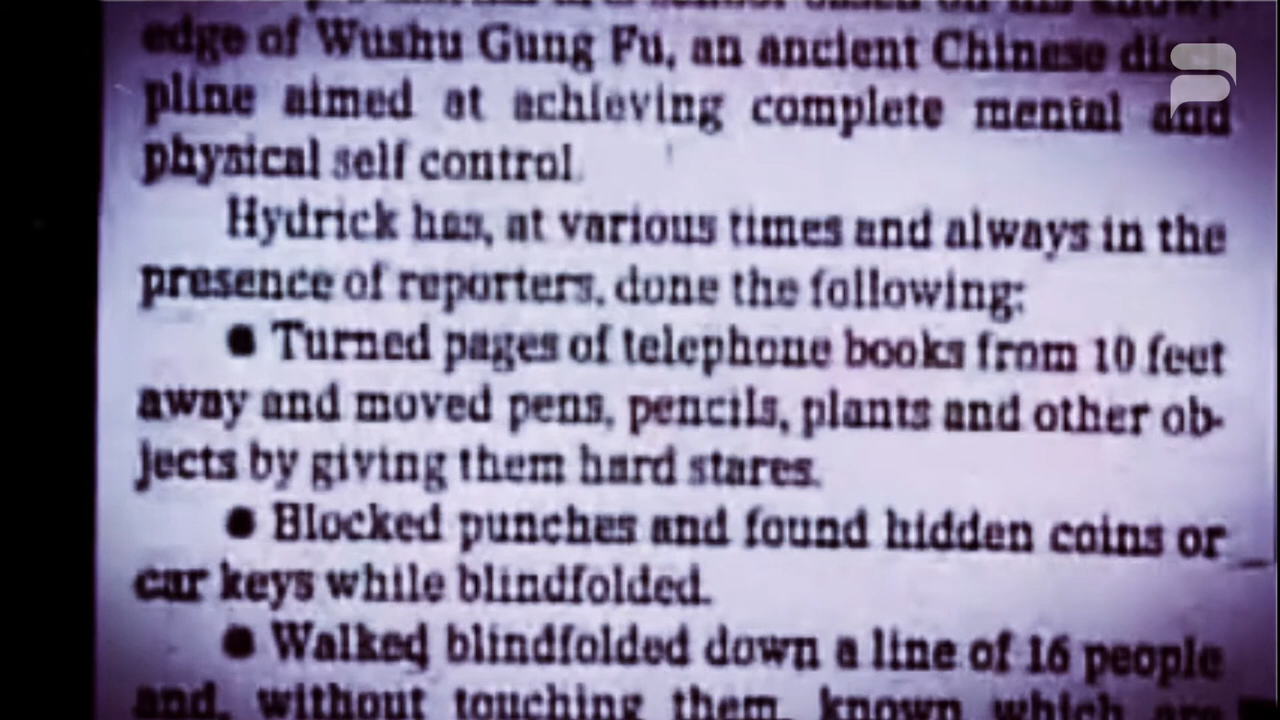 edge of Wushu Gung Fu, an ancient Chinese disci-
pline aimed at achieving complete mental and
physical self control.
Hydrick has, at various times and always in the
presence of reporters, done the following:
● Turned pages of telephone books from 10 feet
away and moved pens, pencils, plants and other ob-
jects by giving them hard stares.
● Blocked punches and found hidden coins or
car keys while blindfolded.
● Walked blindfolded down a line of 16 people
and, without touching them, known which are